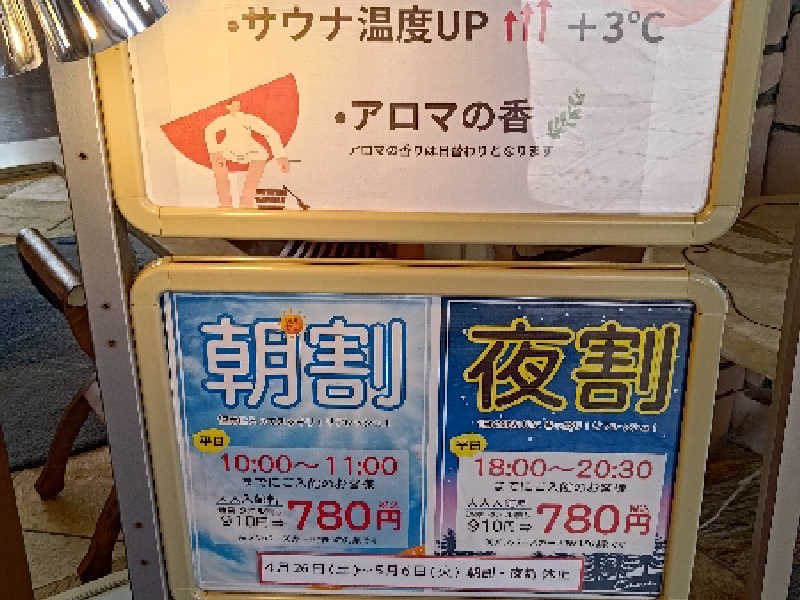 ・サウナ温度UP ↑↑↑ +3℃
・アロマの香
アロマの香りは日替わりとなります
朝割
平日
10:00～11:00
までにご入館のお客様
910円⇒780円
夜割
平日
18:00～20:30
までにご入館のお客様
910円⇒780円
4月26日(土)～5月6日(火) 朝割・夜割 休止